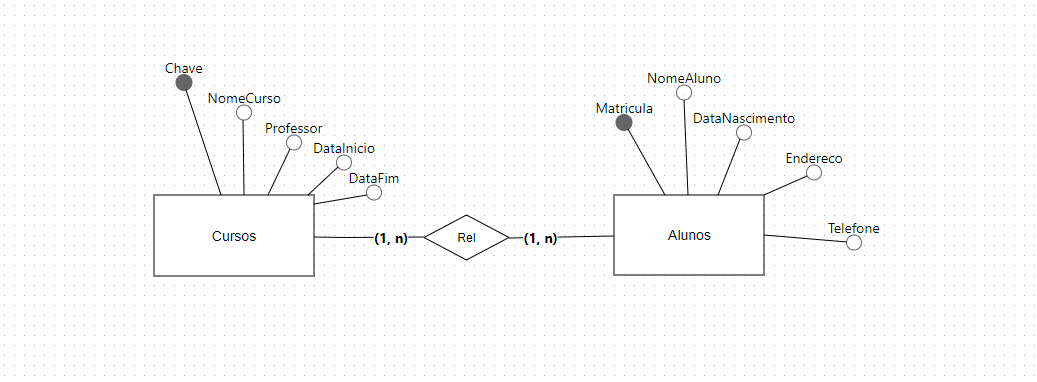 Chave
NomeCurso
Professor
DataInicio
DataFim
Cursos
(1, n)
Rel
(1, n)
NomeAluno
Matricula
DataNascimento
Endereco
Telefone
Alunos